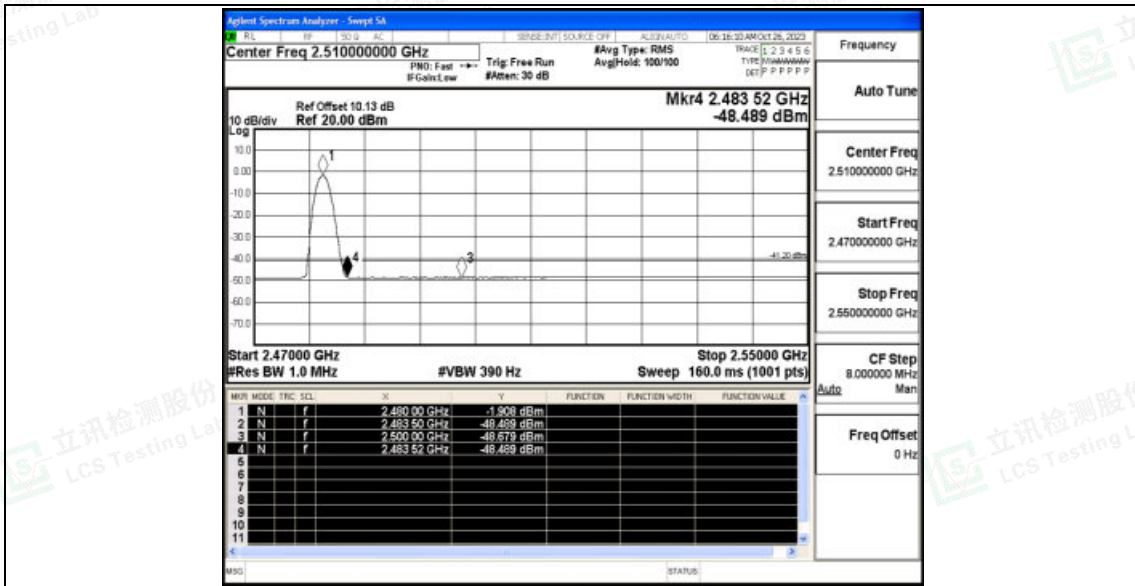 Agilent Spectrum Analyzer - Swept SA
RL RF 50 Ω AC SENSE:INT SOURCE OFF ALIGNAUTO 06:16:10 AM Oct 26, 2023
Center Freq 2.510000000 GHz
PNO: Fast
IFGain:Low
Trig: Free Run
#Atten: 30 dB
#Avg Type: RMS
Avg|Hold: 100/100
TRACE 1 2 3 4 5 6
TYPE
DET P P P P P P
Ref Offset 10.13 dB
10 dB/div Ref 20.00 dBm
Log
Mkr4 2.483 52 GHz
-48.489 dBm
10.0
0.00
-10.0
-20.0
-30.0
-40.0
-50.0
-60.0
-70.0
1
4
3
-41.20 dBm
Start 2.47000 GHz Stop 2.55000 GHz
#Res BW 1.0 MHz #VBW 390 Hz Sweep 160.0 ms (1001 pts)
MKR MODE TRC SCL X Y FUNCTION FUNCTION WIDTH FUNCTION VALUE
1 N f 2.480 00 GHz -1.908 dBm
2 N f 2.483 50 GHz -48.489 dBm
3 N f 2.500 00 GHz -48.679 dBm
4 N f 2.483 52 GHz -48.489 dBm
5
6
7
8
9
10
11
MSG STATUS
Frequency
Auto Tune
Center Freq
2.510000000 GHz
Start Freq
2.470000000 GHz
Stop Freq
2.550000000 GHz
CF Step
8.000000 MHz
Auto Man
Freq Offset
0 Hz
立讯检测股份
LCS Testing Lab
立讯检测股份
LCS Testing L
sting Lab